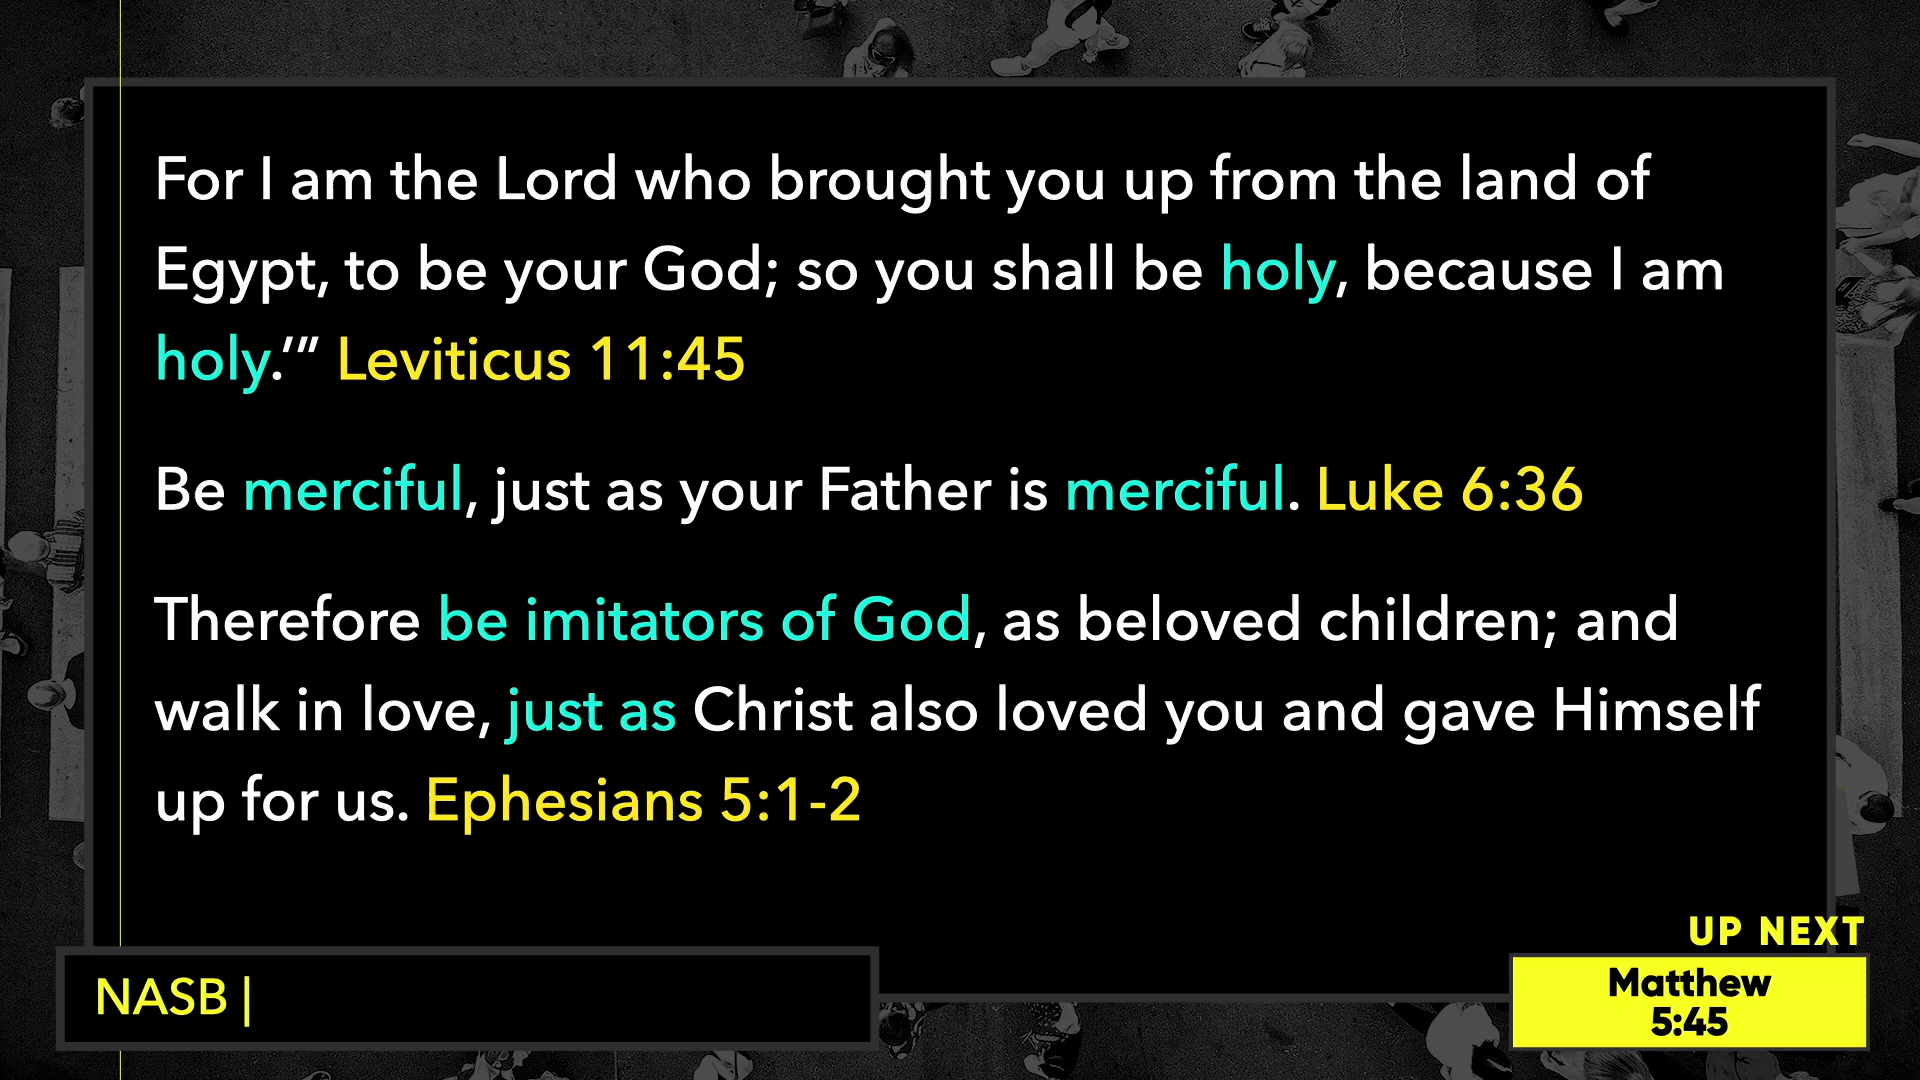 For I am the Lord who brought you up from the land of
Egypt, to be your God; so you shall be holy, because I am
holy.’” Leviticus 11:45
Be merciful, just as your Father is merciful. Luke 6:36
Therefore be imitators of God, as beloved children; and
walk in love, just as Christ also loved you and gave Himself
up for us. Ephesians 5:1-2
NASB |
UP NEXT
Matthew
5:45